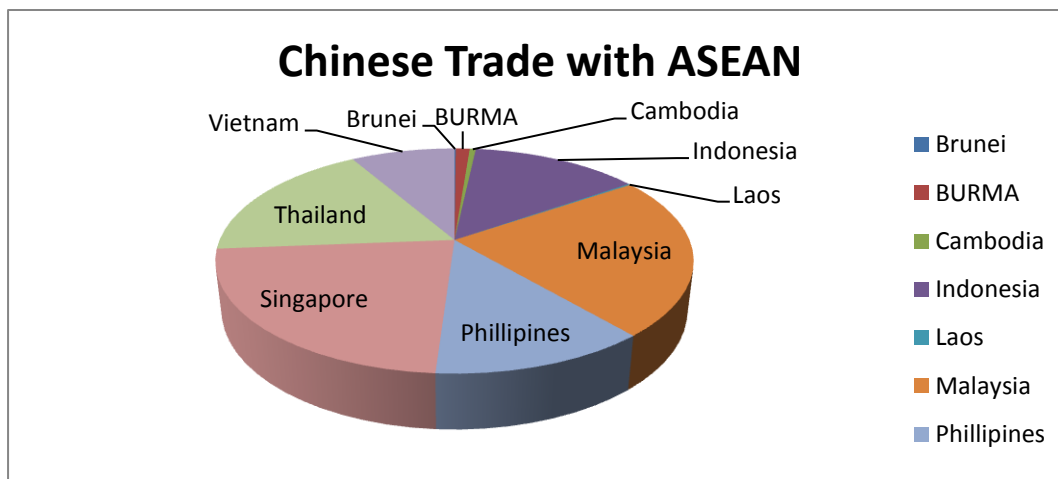 Chinese Trade with ASEAN
Vietnam
Brunei
BURMA
Cambodia
Indonesia
Laos
Thailand
Malaysia
Singapore
Phillipines
Brunei
BURMA
Cambodia
Indonesia
Laos
Malaysia
Phillipines